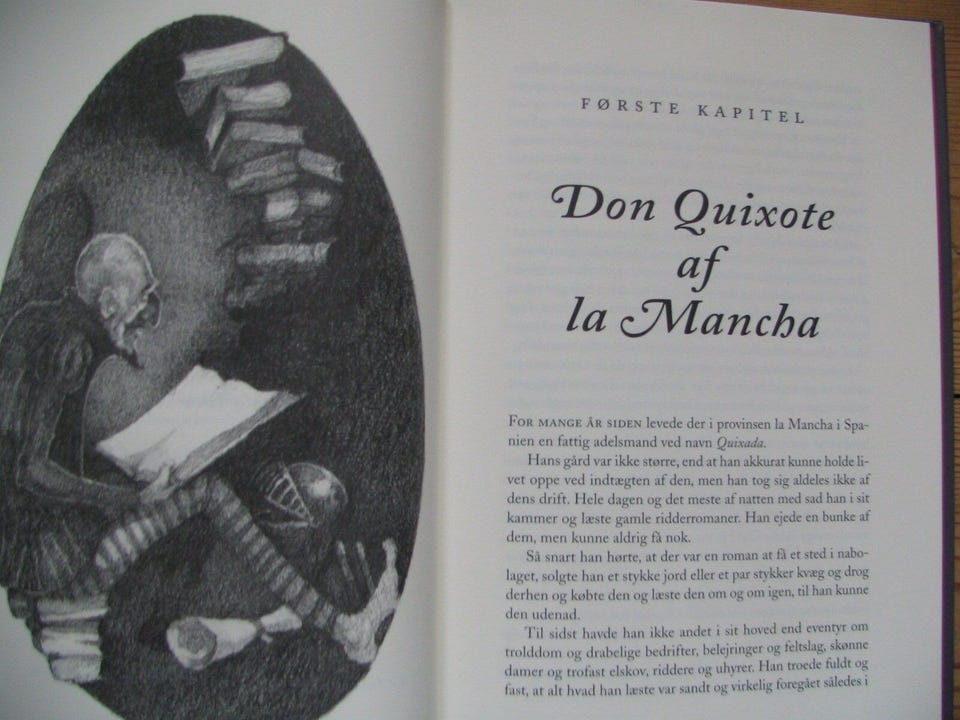 FØRSTE KAPITEL
Don Quixote
af
la Mancha
FOR MANGE ÅR SIDEN levede der i provinsen la Mancha i Spa-
nien en fattig adelsmand ved navn Quixada.
Hans gård var ikke større, end at han akkurat kunne holde li-
vet oppe ved indtægten af den, men han tog sig aldeles ikke af
dens drift. Hele dagen og det meste af natten med sad han i sit
kammer og læste gamle ridderromaner. Han ejede en bunke af
dem, men kunne aldrig få nok.
Så snart han hørte, at der var en roman at få et sted i nabo-
laget, solgte han et stykke jord eller et par stykker kvæg og drog
derhen og købte den og læste den om og om igen, til han kunne
den udenad.
Til sidst havde han ikke andet i sit hoved end eventyr om
trolddom og drabelige bedrifter, belejringer og feltslag, skønne
damer og trofast elskov, riddere og uhyrer. Han troede fuldt og
fast, at alt hvad han læste var sandt og virkelig foregået således i